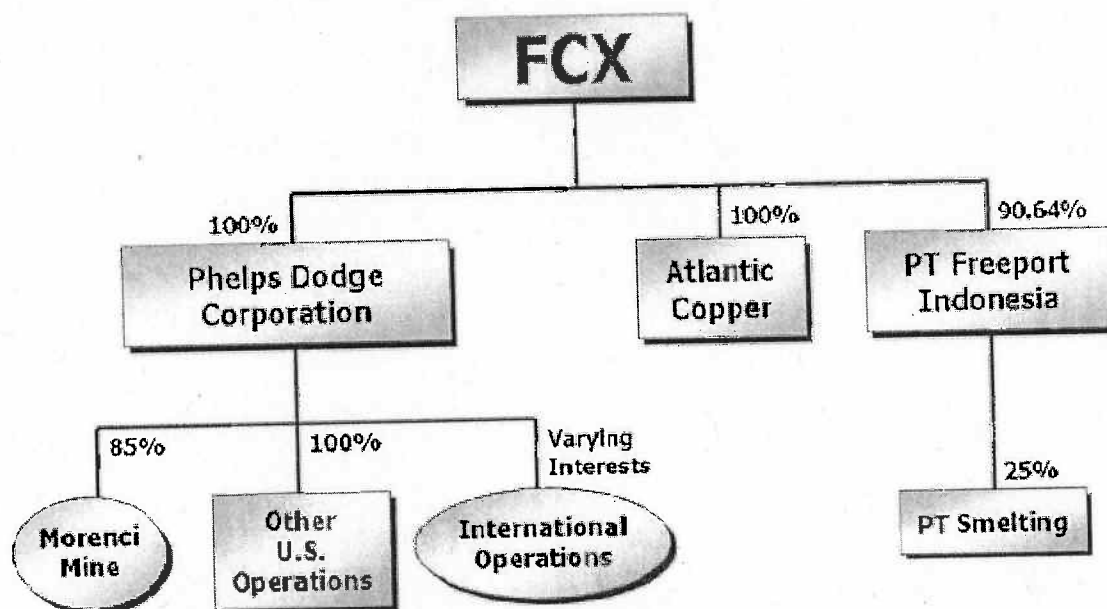 FCX
100%
100%
90.64%
Phelps Dodge
Corporation
Atlantic
Copper
PT Freeport
Indonesia
85%
100%
Varying
Interests
25%
Morenci
Mine
Other
U.S.
Operations
International
Operations
PT Smelting